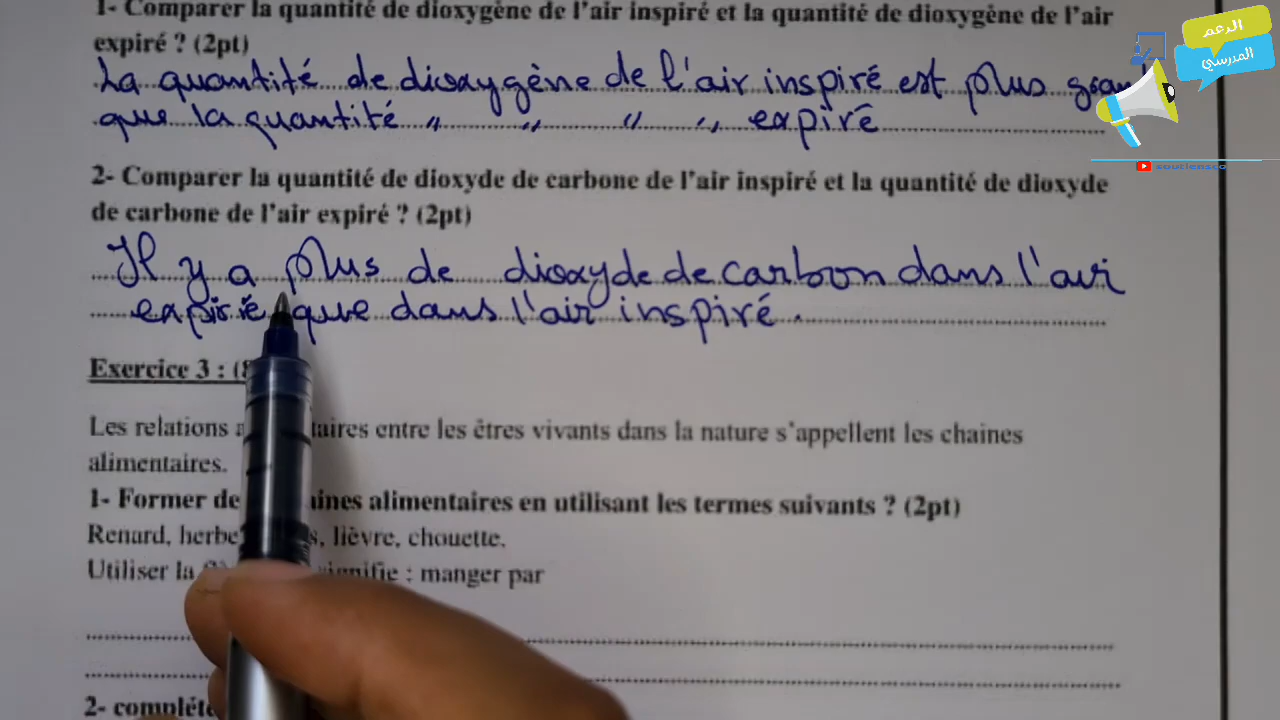 1- Comparer la quantité de dioxygène de l'air inspiré et la quantité de dioxygène de l'air
expiré ? (2pt)
La quantité de dioxygène de l'air inspiré est plus
que la quantité " " " " expiré
2- Comparer la quantité de dioxyde de carbone de l'air inspiré et la quantité de dioxyde
de carbone de l'air expiré ? (2pt)
Il y a plus de dioxyde de carbon dans l'air
expiré que dans l'air inspiré.
Exercice 3 : (8
Les relations entre les êtres vivants dans la nature s'appellent les chaines
alimentaires.
1- Former de alimentaires en utilisant les termes suivants ? (2pt)
Renard, herbe, lièvre, chouette.
Utiliser la signifie : manger par
2- compléte
الدعم
المدرسي